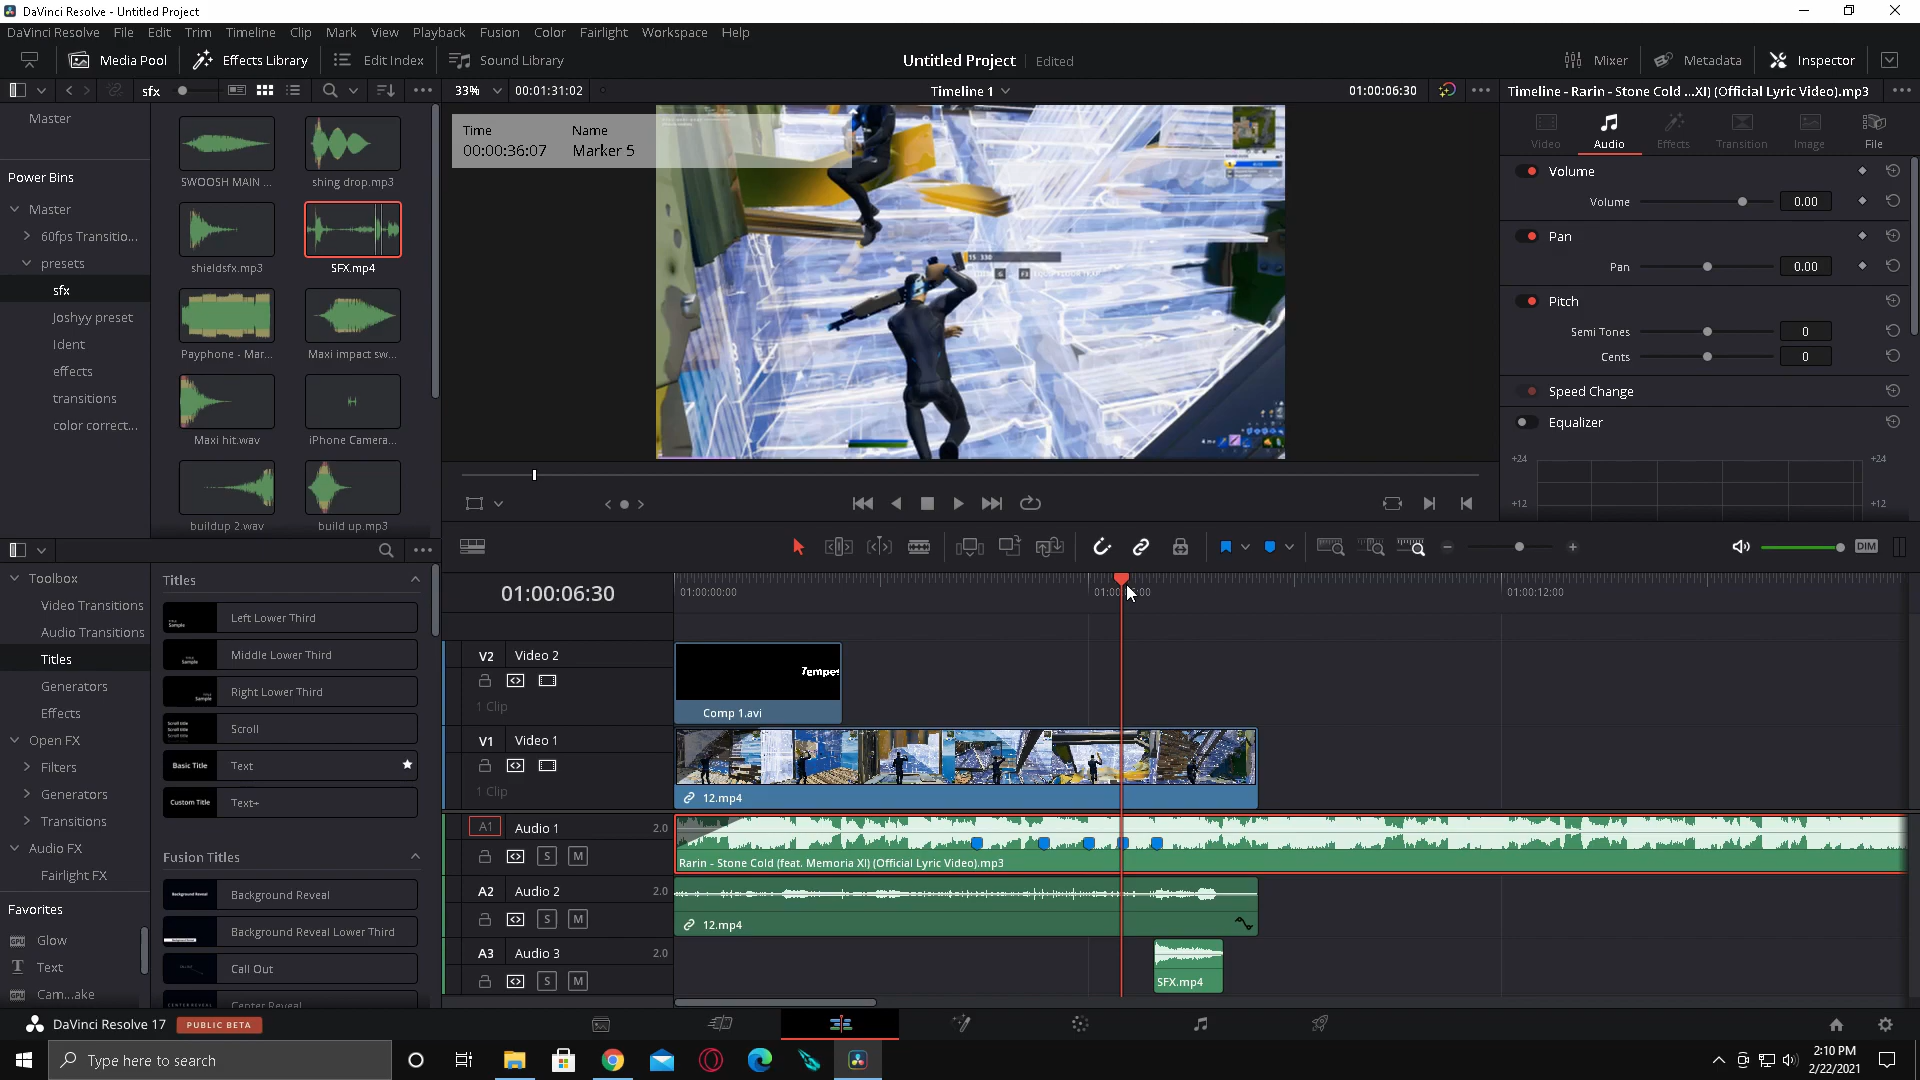 DaVinci Resolve - Untitled Project
DaVinci Resolve File Edit Trim Timeline Clip Mark View Playback Fusion Color Fairlight Workspace Help
Media Pool Effects Library Edit Index Sound Library Untitled Project Edited Mixer Metadata Inspector
sfx 33% 00:01:31:02 Timeline 1 01:00:06:30 Timeline - Rarin - Stone Cold ...XI) (Official Lyric Video).mp3
Master
Power Bins
Master
60fps Transitio...
presets
sfx
Joshyy preset
Ident
effects
transitions
color correct...
SWOOSH MAIN ... shing drop.mp3
shieldsfx.mp3 SFX.mp4
Payphone - Mar... Maxi impact sw...
Maxi hit.wav iPhone Camera...
buildup 2.wav build up.mp3
Time Name
00:00:36:07 Marker 5
15 330
G
Video Audio Effects Transition Image File
Volume
Volume 0.00
Pan
Pan 0.00
Pitch
Semi Tones 0
Cents 0
Speed Change
Equalizer
+24 +24
+12 +12
Toolbox
Video Transitions
Audio Transitions
Titles
Generators
Effects
Open FX
Filters
Generators
Transitions
Audio FX
Fairlight FX
Favorites
Glow
Text
Cam...ake
Titles
Left Lower Third
Middle Lower Third
Right Lower Third
Scroll
Basic Title Text
Custom Title Text+
Fusion Titles
Background Reveal Background Reveal
Background Reveal Lower Third
Call Out
Center Reveal
DIM
01:00:06:30 01:00:00:00 01:00:12:00
V2 Video 2
1 Clip
Tempes
Comp 1.avi
V1 Video 1
1 Clip
12.mp4
A1 Audio 1 2.0
S M
Rarin - Stone Cold (feat. Memoria XI) (Official Lyric Video).mp3
A2 Audio 2 2.0
S M
12.mp4
A3 Audio 3 2.0
S M
SFX.mp4
DaVinci Resolve 17 PUBLIC BETA
Type here to search
2:10 PM
2/22/2021